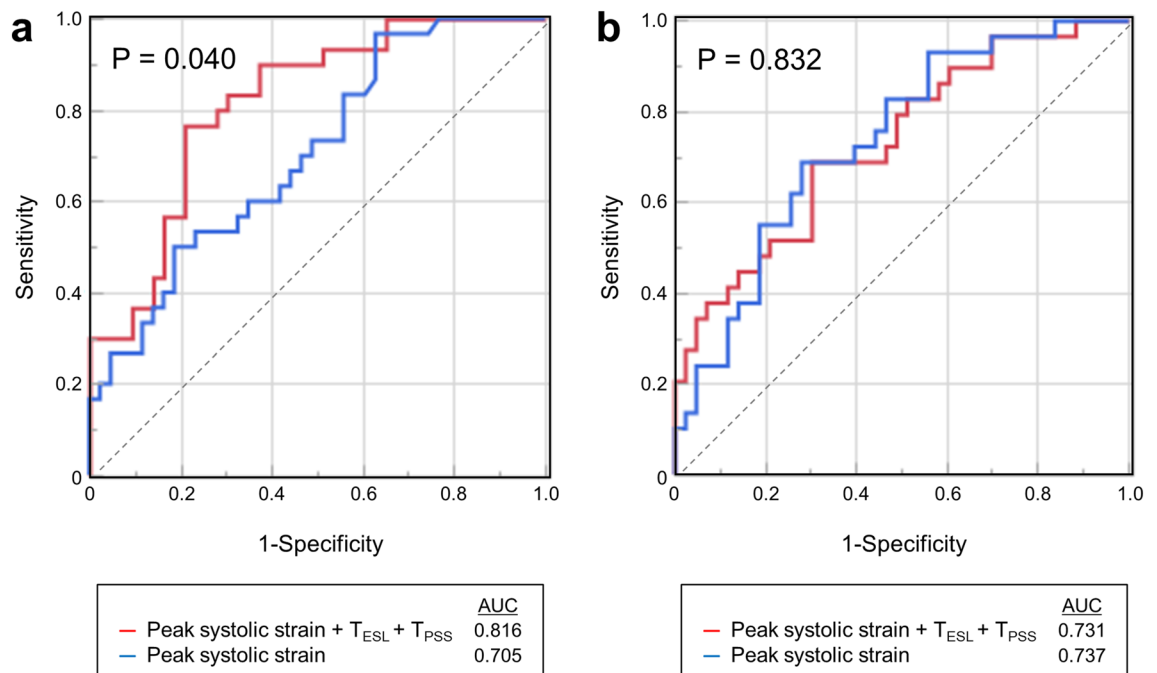 a
P = 0.040
1.0
0.8
0.6
0.4
0.2
0
Sensitivity
0 0.2 0.4 0.6 0.8 1.0
1-Specificity
AUC
Peak systolic strain + TESL + TPSS 0.816
Peak systolic strain 0.705
b
P = 0.832
1.0
0.8
0.6
0.4
0.2
0
Sensitivity
0 0.2 0.4 0.6 0.8 1.0
1-Specificity
AUC
Peak systolic strain + TESL + TPSS 0.731
Peak systolic strain 0.737